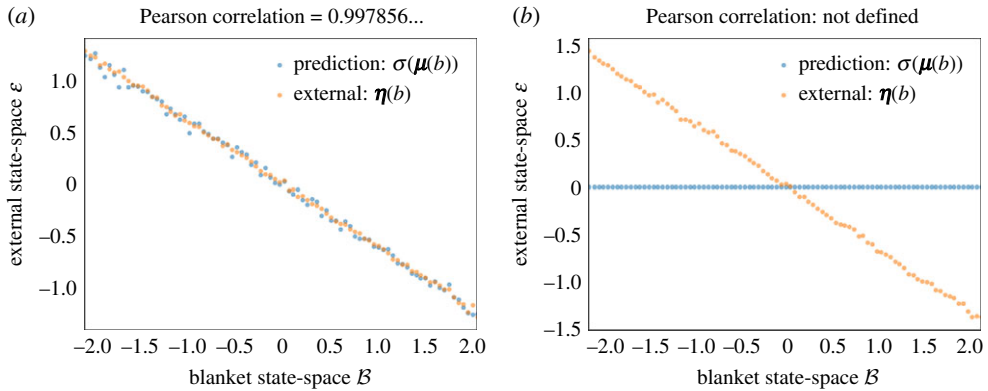 (a)
Pearson correlation = 0.997856...
prediction: σ(μ(b))
external: η(b)
external state-space ε
1.0
0.5
0
−0.5
−1.0
−2.0 −1.5 −1.0 −0.5 0 0.5 1.0 1.5 2.0
blanket state-space ℬ
(b)
Pearson correlation: not defined
prediction: σ(μ(b))
external: η(b)
external state-space ε
1.5
1.0
0.5
0
−0.5
−1.0
−1.5
−2.0 −1.5 −1.0 −0.5 0 0.5 1.0 1.5 2.0
blanket state-space ℬ